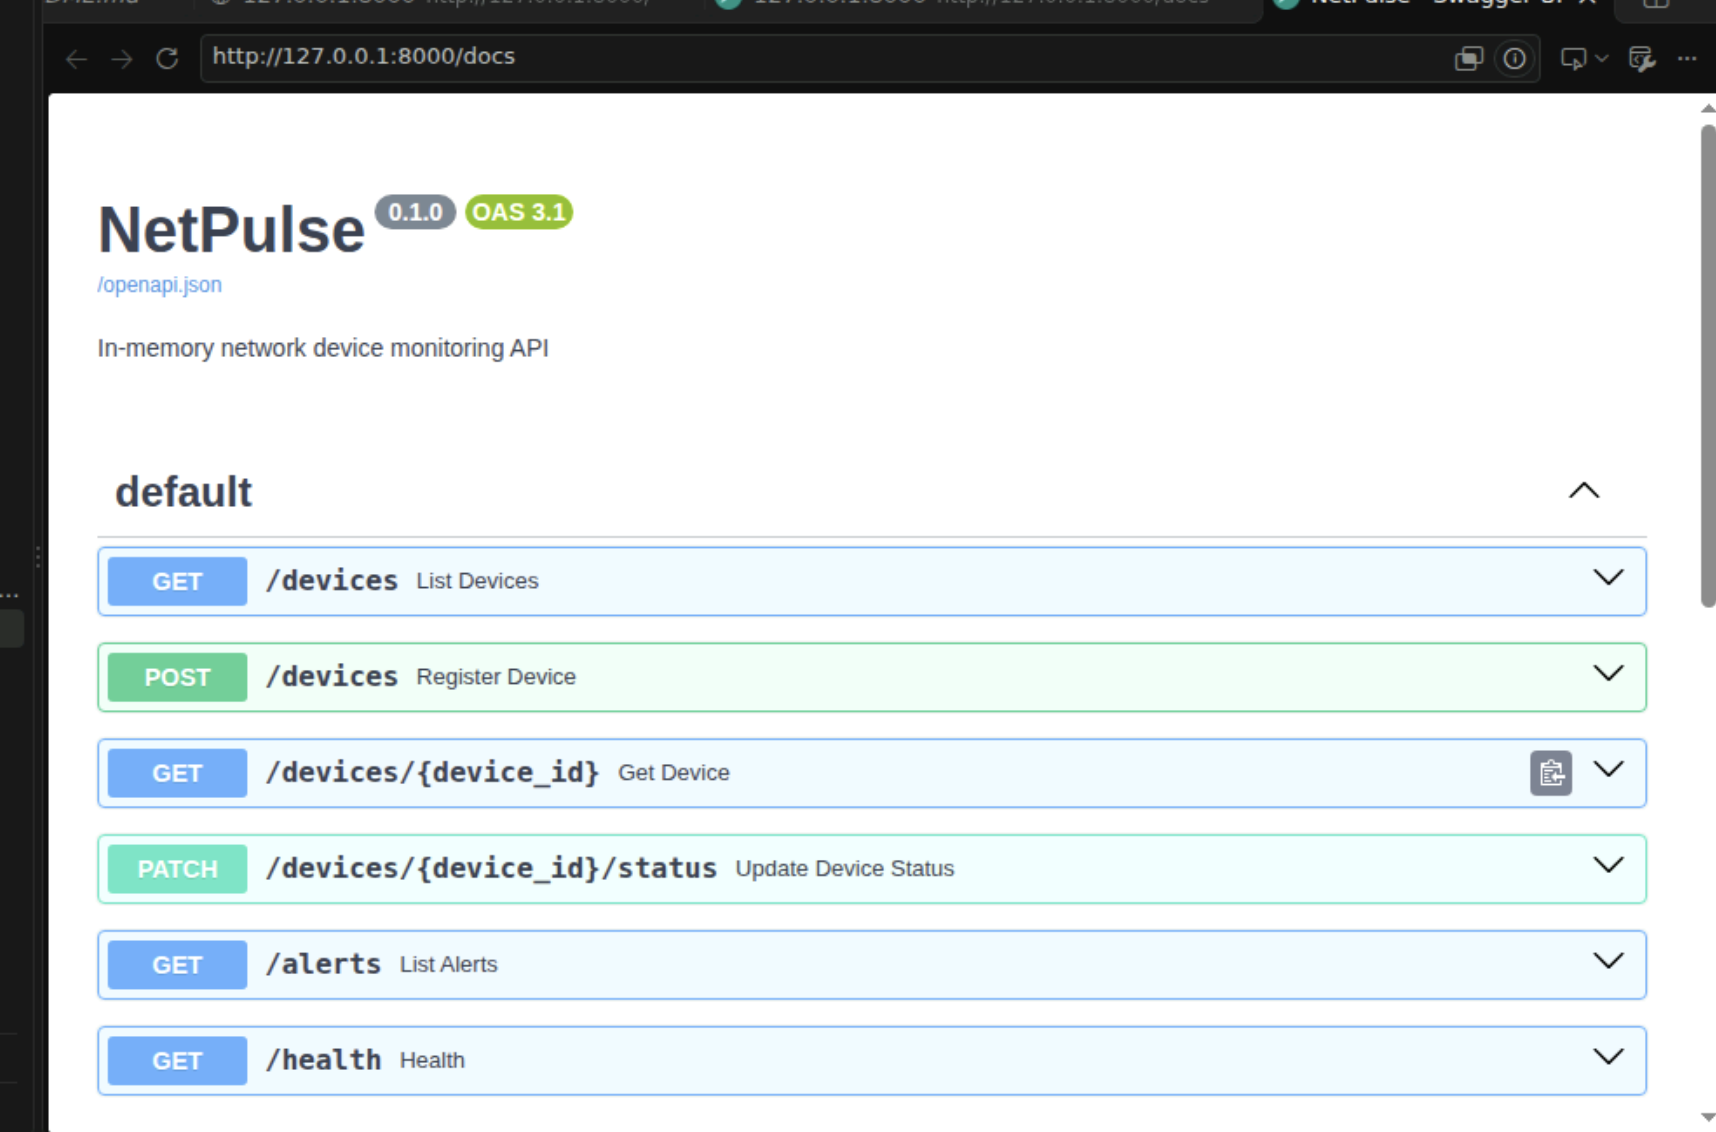 http://127.0.0.1:8000/docs
NetPulse 0.1.0 OAS 3.1
/openapi.json
In-memory network device monitoring API
default
GET /devices List Devices
POST /devices Register Device
GET /devices/{device_id} Get Device
PATCH /devices/{device_id}/status Update Device Status
GET /alerts List Alerts
GET /health Health